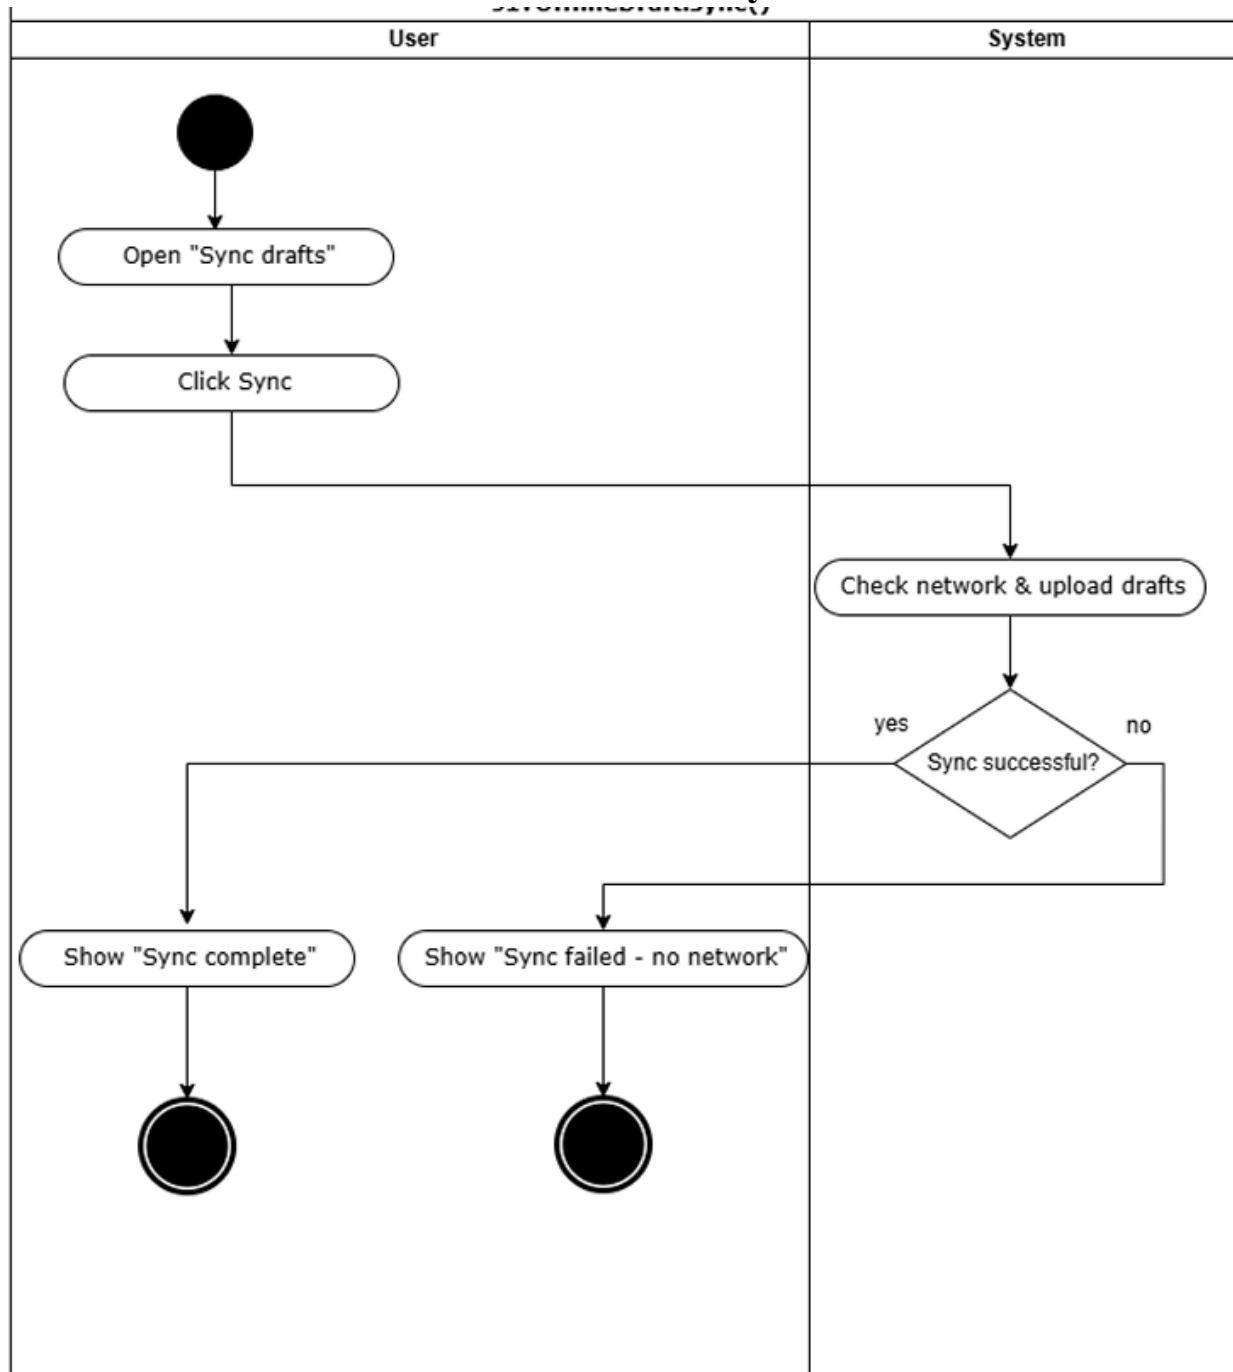 User
System
Open "Sync drafts"
Click Sync
Check network & upload drafts
yes
no
Sync successful?
Show "Sync complete"
Show "Sync failed - no network"